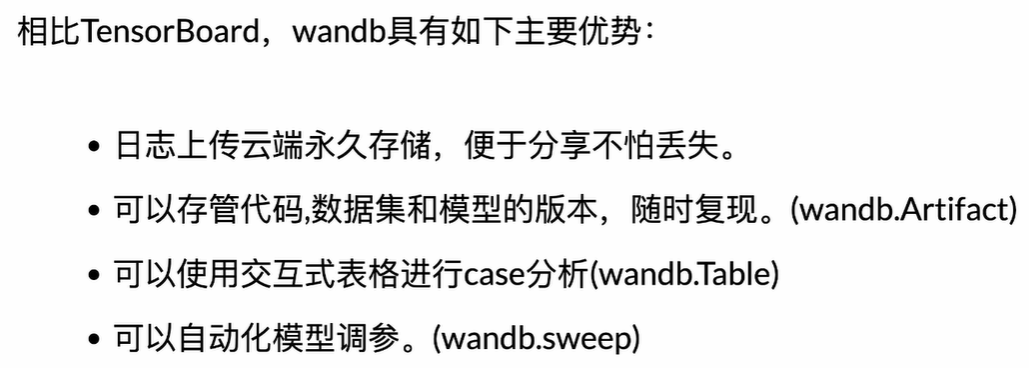 相比TensorBoard，wandb具有如下主要优势：
• 日志上传云端永久存储，便于分享不怕丢失。
• 可以存管代码,数据集和模型的版本，随时复现。(wandb.Artifact)
• 可以使用交互式表格进行case分析(wandb.Table)
• 可以自动化模型调参。(wandb.sweep)